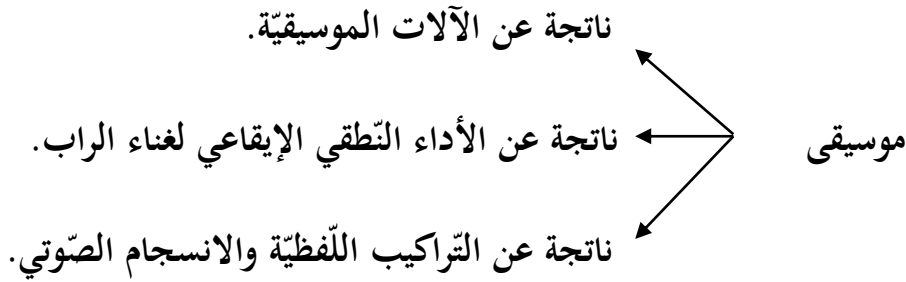 ناتجة عن الآلات الموسيقيّة.
موسيقى
ناتجة عن الأداء النّطقي الإيقاعي لغناء الراب.
ناتجة عن التّراكيب اللّفظيّة والانسجام الصّوتي.